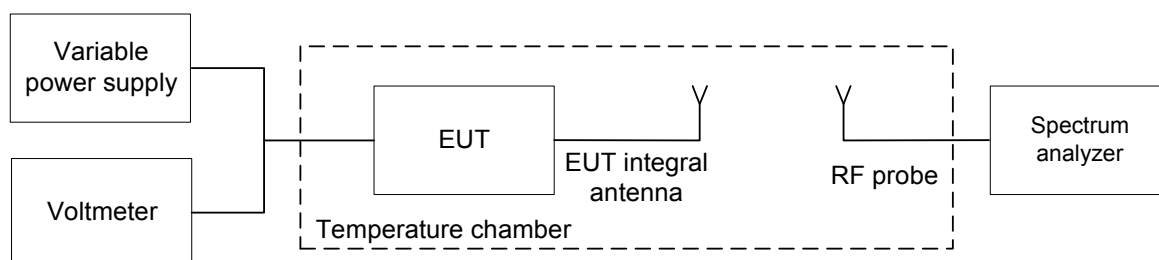 Variable
power supply
Voltmeter
EUT
EUT integral
antenna
RF probe
Temperature chamber
Spectrum
analyzer